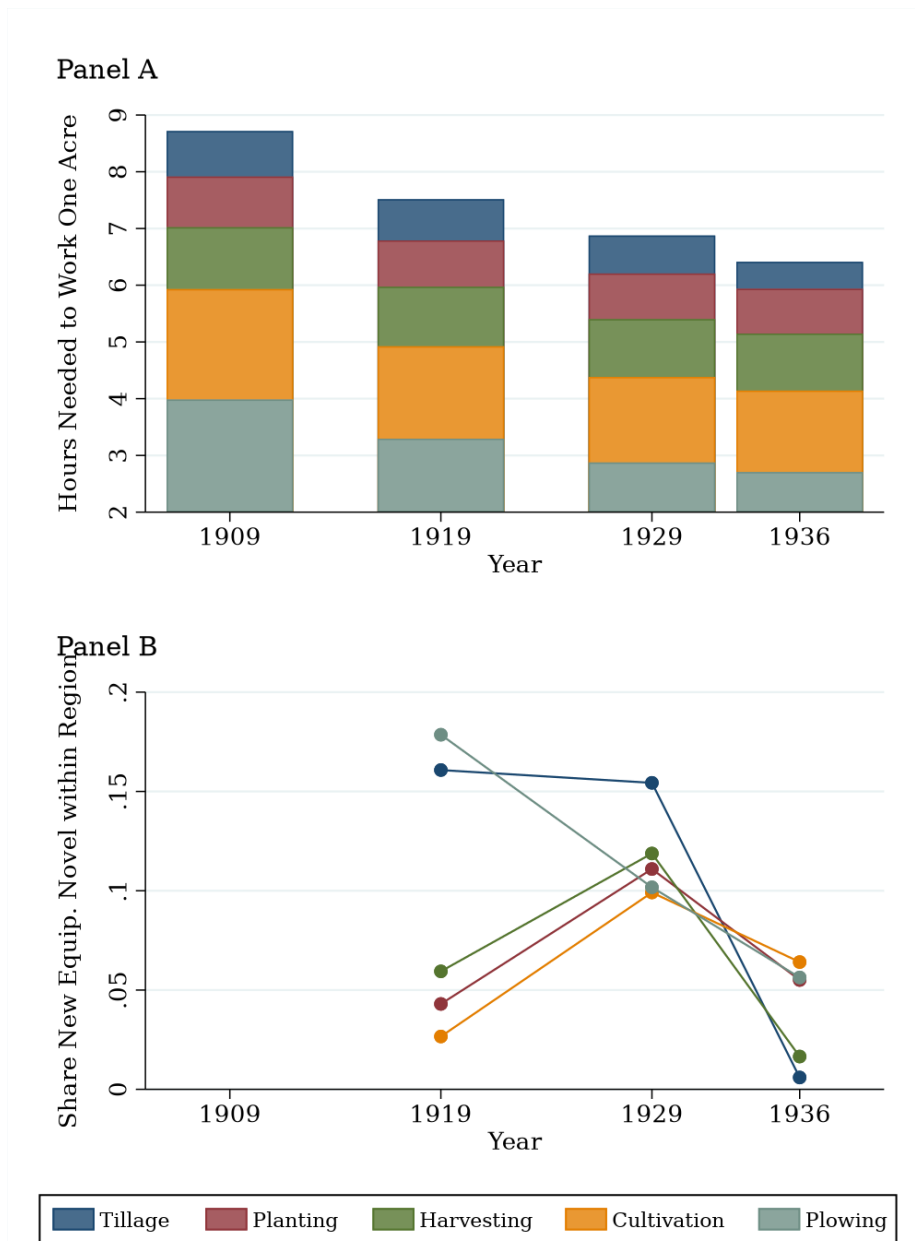 Panel A
Hours Needed to Work One Acre
9
8
7
6
5
4
3
2
1909 1919 1929 1936
Year
Panel B
Share New Equip. Novel within Region
.2
.15
.1
.05
0
1909 1919 1929 1936
Year
Tillage Planting Harvesting Cultivation Plowing